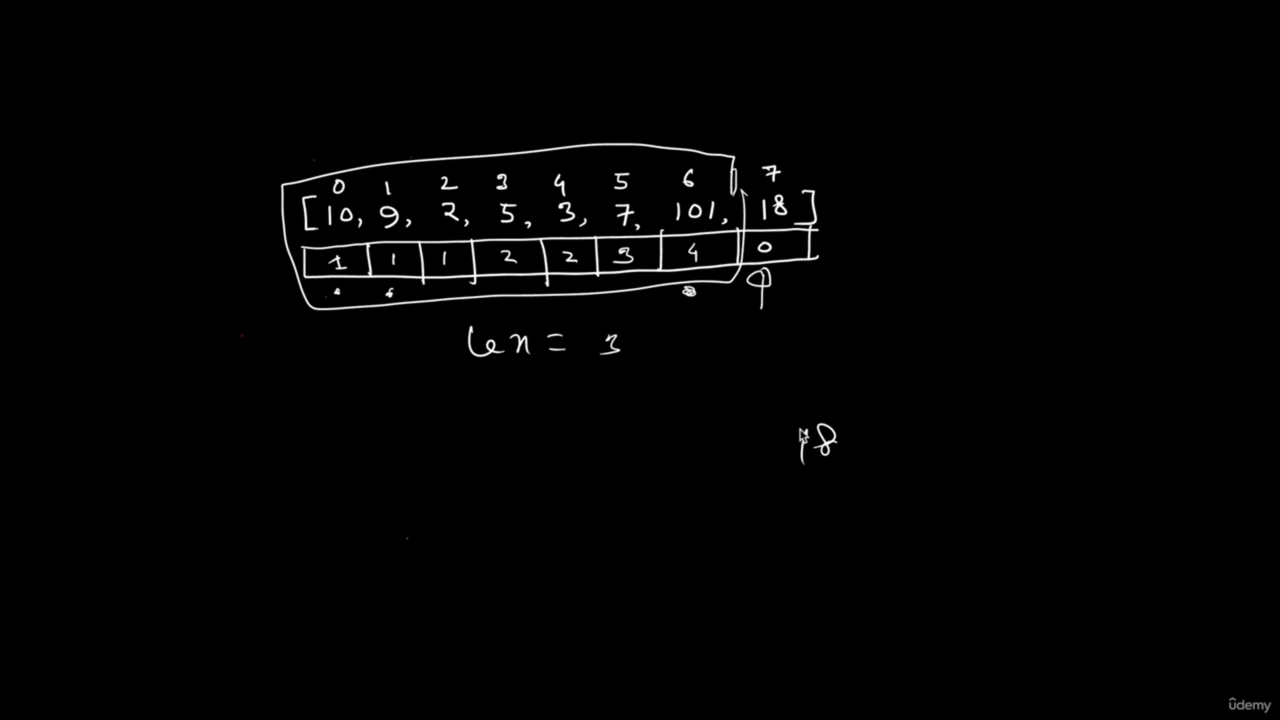 0 1 2 3 4 5 6 7
[10, 9, 2, 5, 3, 7, 101, 18]
1 1 1 2 2 3 4 0
len = 3
18
ûdemy